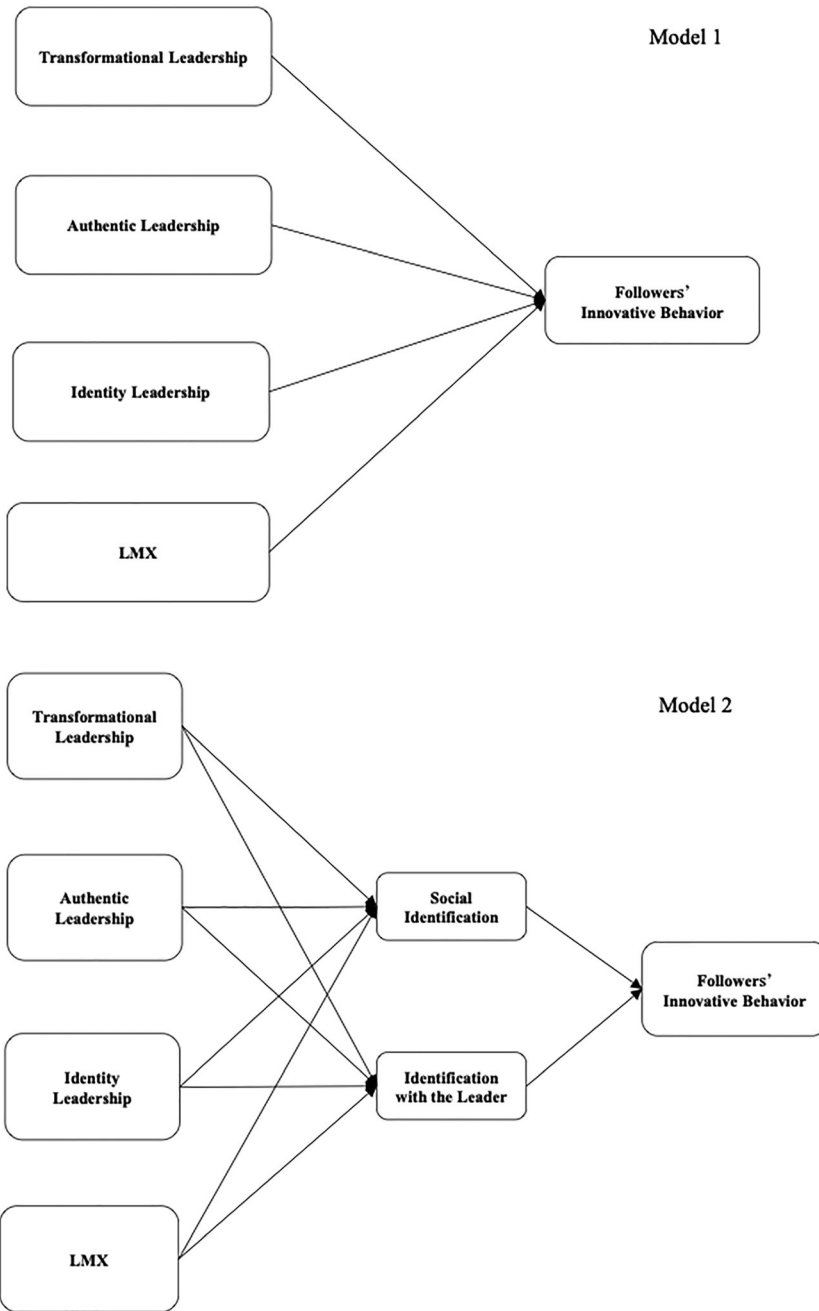 Model 1
Transformational Leadership
Authentic Leadership
Followers'
Innovative Behavior
Identity Leadership
LMX
Model 2
Transformational
Leadership
Authentic
Leadership
Social
Identification
Followers'
Innovative Behavior
Identity
Leadership
Identification
with the Leader
LMX